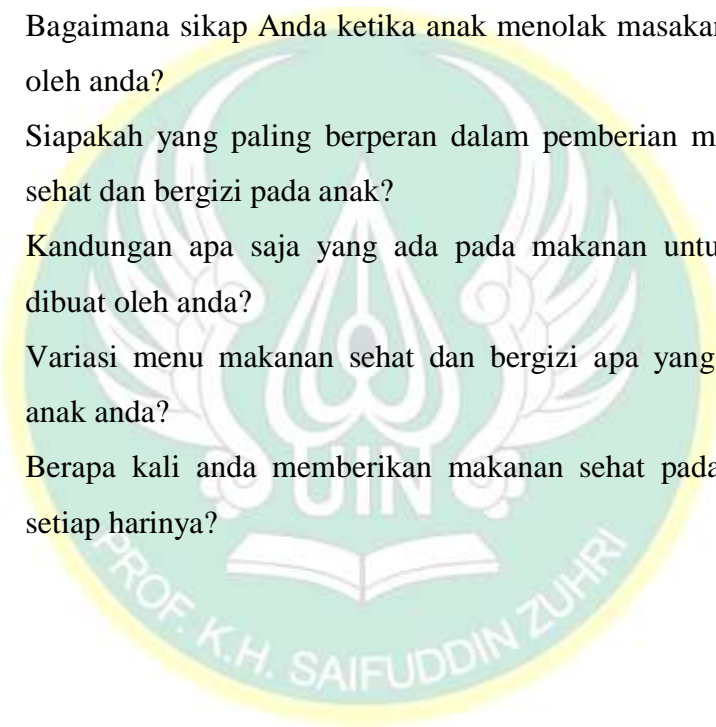 Bagaimana sikap Anda ketika anak menolak
oleh anda?
Siapakah yang paling berperan dalam pemberian
sehat dan bergizi pada anak?
Kandungan apa saja yang ada pada makanan
dibuat oleh anda?
Variasi menu makanan sehat dan bergizi apa yang
anak anda?
Berapa kali anda memberikan makanan sehat pada
setiap harinya?
UIN
PROF. K.H. SAIFUDDIN ZUHRI